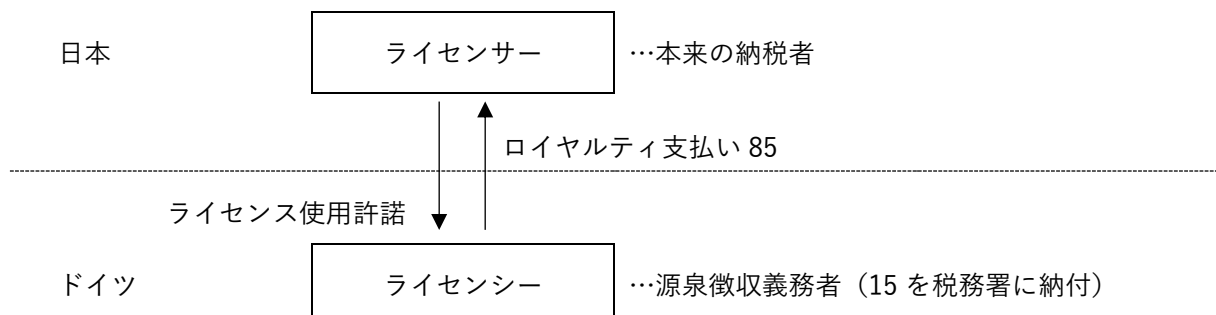 日本
ライセンサー
…本来の納税者
ロイヤルティ支払い 85
ライセンス使用許諾
ドイツ
ライセンシー
…源泉徴収義務者（15 を税務署に納付）